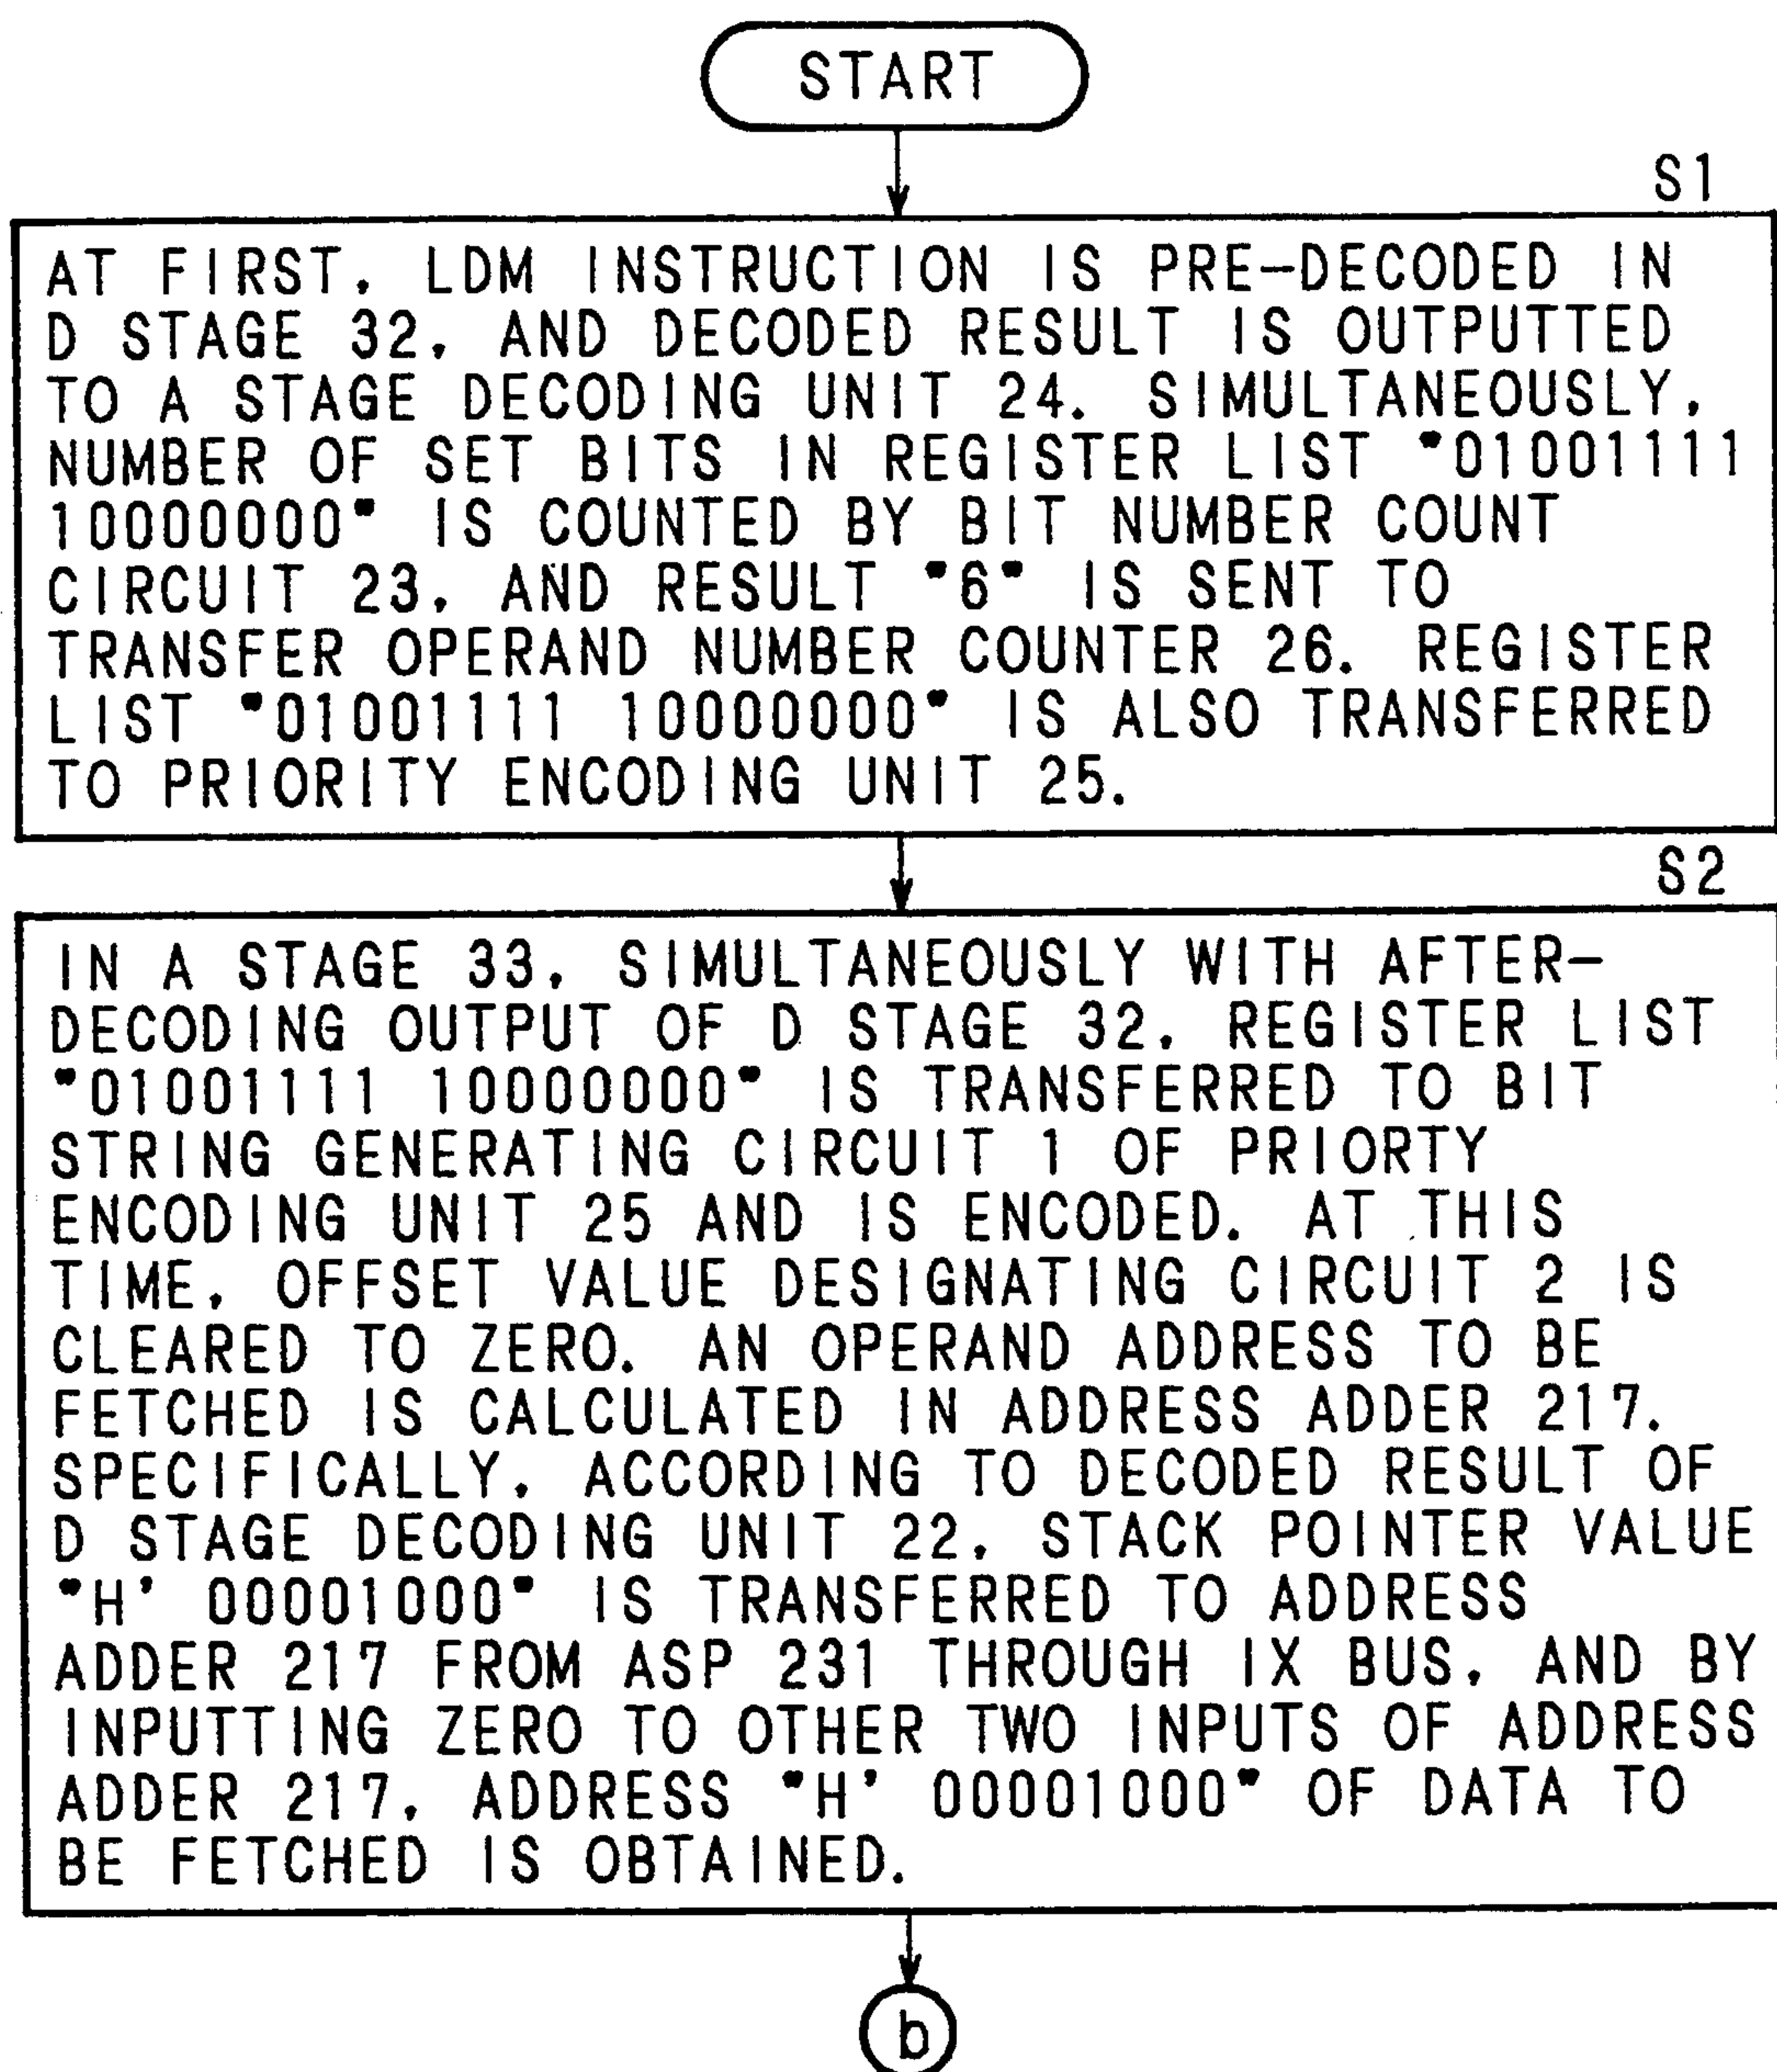 START
S1
AT FIRST, LDM INSTRUCTION IS PRE-DECODED IN
D STAGE 32, AND DECODED RESULT IS OUTPUTTED
TO A STAGE DECODING UNIT 24. SIMULTANEOUSLY,
NUMBER OF SET BITS IN REGISTER LIST "01001111
10000000" IS COUNTED BY BIT NUMBER COUNT
CIRCUIT 23, AND RESULT "6" IS SENT TO
TRANSFER OPERAND NUMBER COUNTER 26. REGISTER
LIST "01001111 10000000" IS ALSO TRANSFERRED
TO PRIORITY ENCODING UNIT 25.
S2
IN A STAGE 33, SIMULTANEOUSLY WITH AFTER-
DECODING OUTPUT OF D STAGE 32, REGISTER LIST
"01001111 10000000" IS TRANSFERRED TO BIT
STRING GENERATING CIRCUIT 1 OF PRIORTY
ENCODING UNIT 25 AND IS ENCODED. AT THIS
TIME, OFFSET VALUE DESIGNATING CIRCUIT 2 IS
CLEARED TO ZERO. AN OPERAND ADDRESS TO BE
FETCHED IS CALCULATED IN ADDRESS ADDER 217.
SPECIFICALLY, ACCORDING TO DECODED RESULT OF
D STAGE DECODING UNIT 22, STACK POINTER VALUE
"H' 00001000" IS TRANSFERRED TO ADDRESS
ADDER 217 FROM ASP 231 THROUGH IX BUS, AND BY
INPUTTING ZERO TO OTHER TWO INPUTS OF ADDRESS
ADDER 217, ADDRESS "H' 00001000" OF DATA TO
BE FETCHED IS OBTAINED.
b